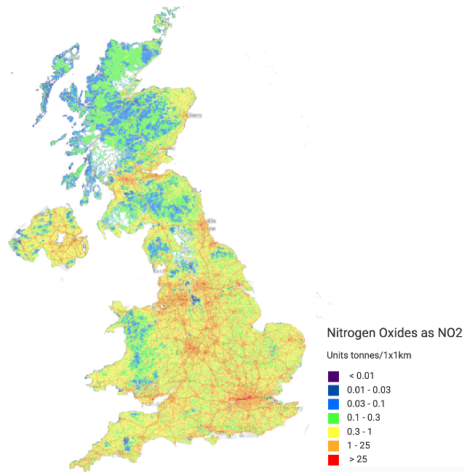 Nitrogen Oxides as NO2
Units tonnes/1x1km
< 0.01
0.01 - 0.03
0.03 - 0.1
0.1 - 0.3
0.3 - 1
1 - 25
> 25